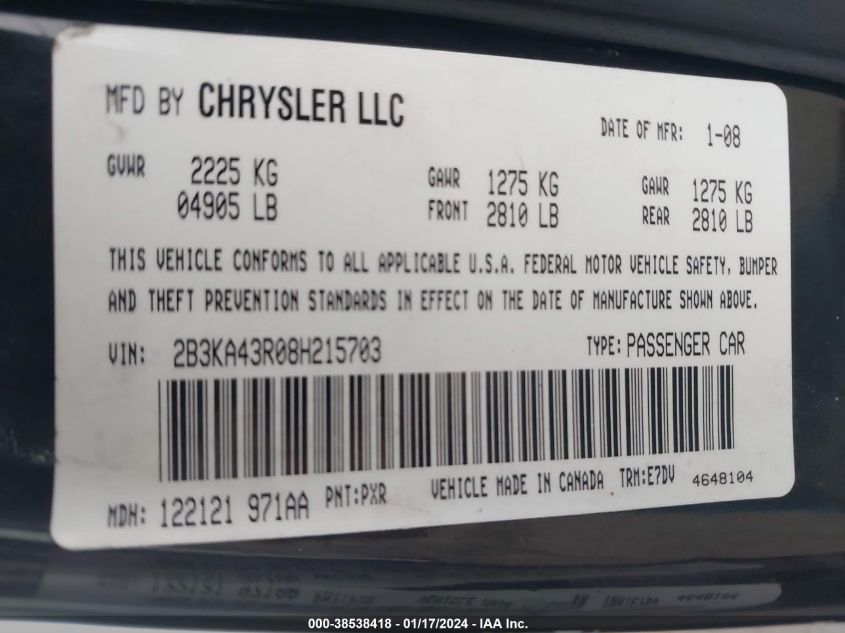 MFD BY CHRYSLER LLC DATE OF MFR: 1-08
GVWR 2225 KG GAWR 1275 KG GAWR 1275 KG
04905 LB FRONT 2810 LB REAR 2810 LB
THIS VEHICLE CONFORMS TO ALL APPLICABLE U.S.A. FEDERAL MOTOR VEHICLE SAFETY, BUMPER
AND THEFT PREVENTION STANDARDS IN EFFECT ON THE DATE OF MANUFACTURE SHOWN ABOVE.
VIN: 2B3KA43R08H215703 TYPE: PASSENGER CAR
MDH: 122121 971AA PNT:PXR VEHICLE MADE IN CANADA TRM:E7DV 4648104
000-38538418 - 01/17/2024 - IAA Inc.